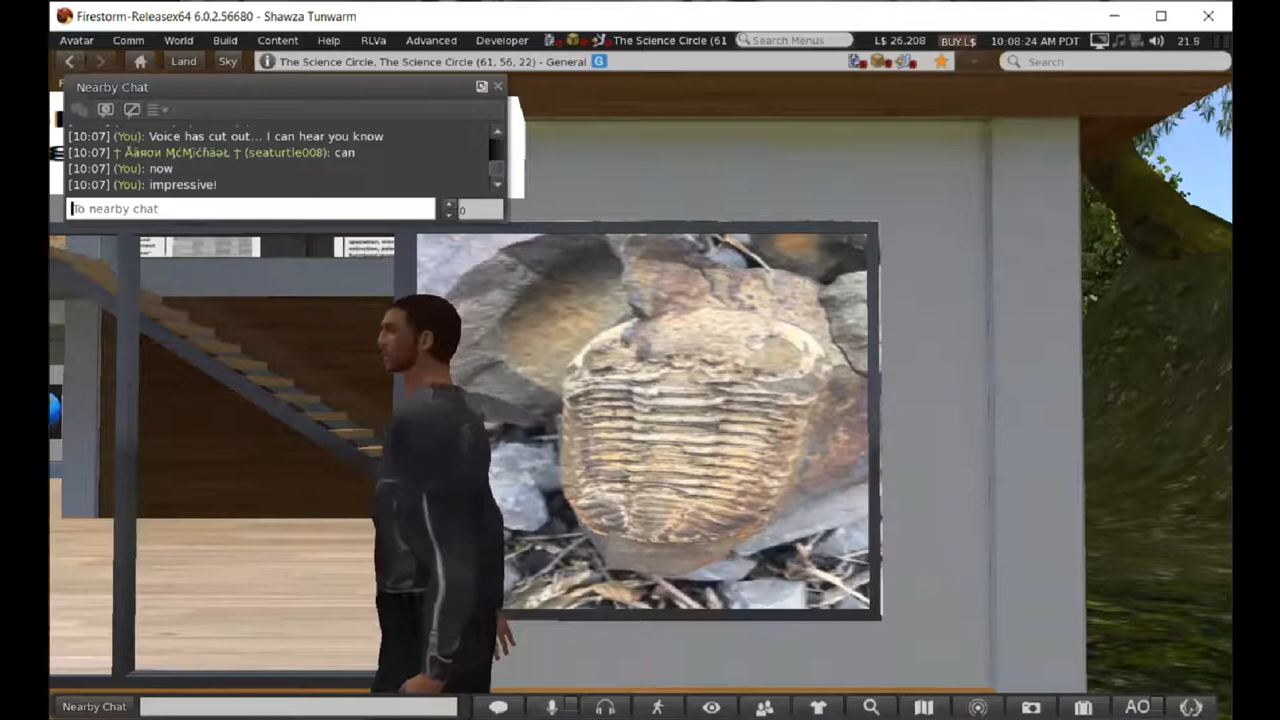 Firestorm-Releasex64 6.0.2.56680 - Shawza Tunwarm
Avatar Comm World Build Content Help RLVa Advanced Developer The Science Circle (61 Search Menus L$ 26,208 BUY L$ 10:08:24 AM PDT 21.8
Land Sky The Science Circle, The Science Circle (61, 56, 22) - General G Search
Nearby Chat
[10:07] (You): Voice has cut out... I can hear you know
[10:07] (seaturtle008): can
[10:07] (You): now
[10:07] (You): impressive!
To nearby chat 0
Nearby Chat AO